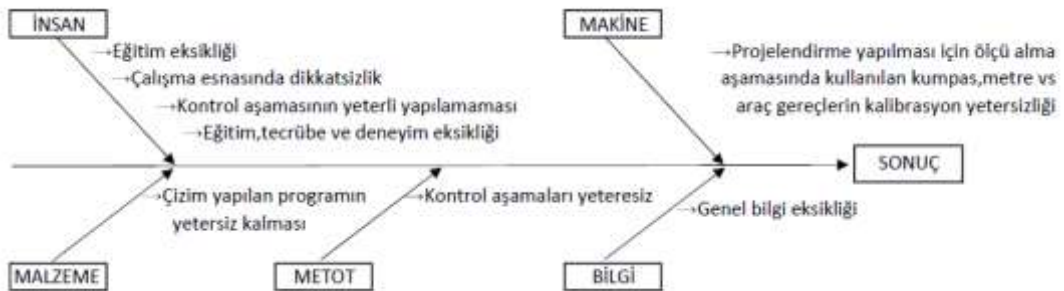 İNSAN
→Eğitim eksikliği
→Çalışma esnasında dikkatsizlik
→Kontrol aşamasının yeterli yapılamaması
→Eğitim,tecrübe ve deneyim eksikliği
MAKİNE
→Projelendirme yapılması için ölçü alma
aşamasında kullanılan kumpas,metre vs
araç gereçlerin kalibrasyon yetersizliği
SONUÇ
→Çizim yapılan programın
yetersiz kalması
MALZEME
→Kontrol aşamaları yeteresiz
METOT
→Genel bilgi eksikliği
BİLGİ